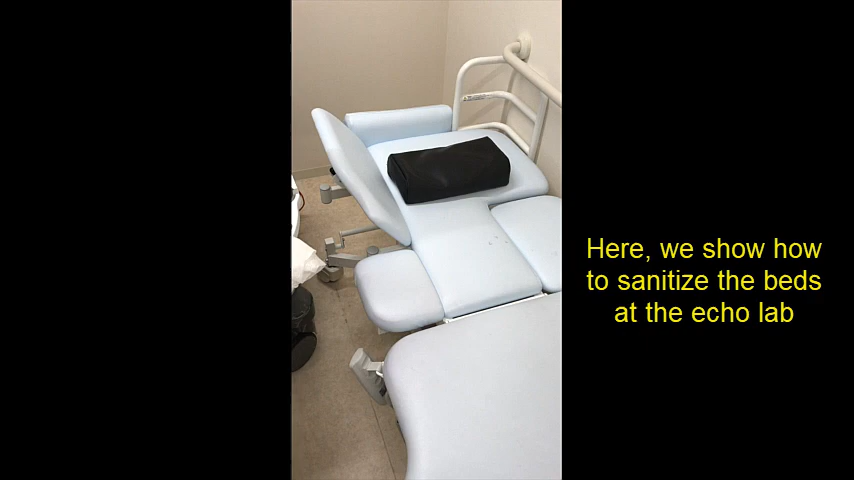 Here, we show how
to sanitize the beds
at the echo lab